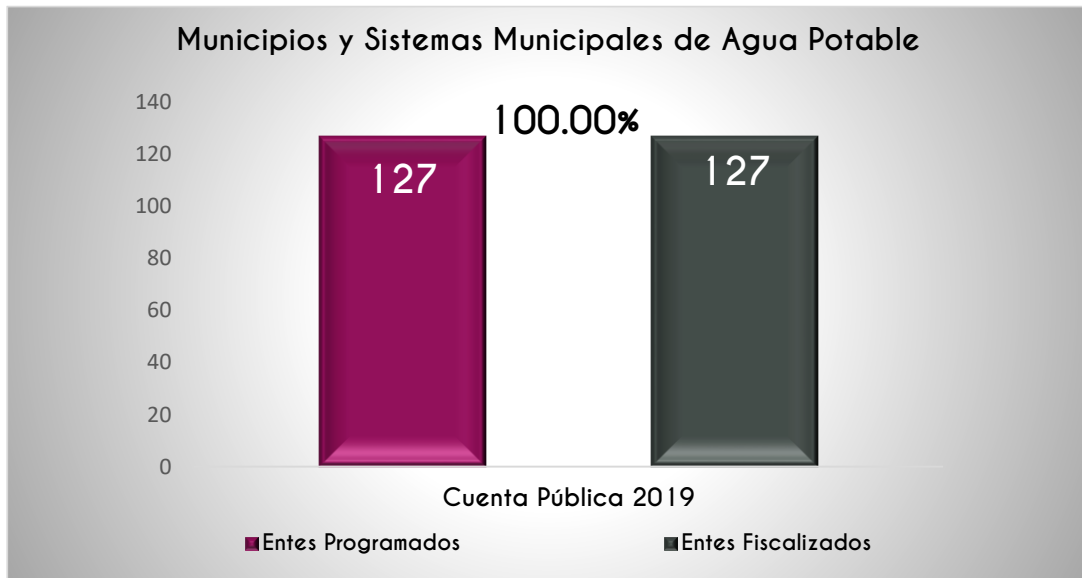 Municipios y Sistemas Municipales de Agua Potable
140
120
100
80
60
40
20
0
100.00%
127
127
Cuenta Pública 2019
Entes Programados
Entes Fiscalizados